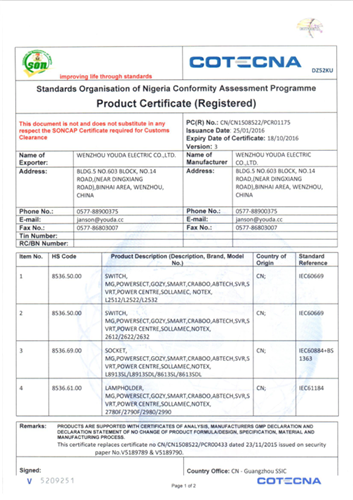 SON
COTECNA
DZ52KU
improving life through standards
Standards Organisation of Nigeria Conformity Assessment Programme
Product Certificate (Registered)
This document is not and does not substitute in any
respect the SONCAP Certificate required for Customs
Clearance
PC(R) No.: CN/CN1508522/PCR01175
Issuance Date: 25/01/2016
Expiry Date of Certificate: 18/10/2016
Version: 3
Name of Exporter: WENZHOU YOUDA ELECTRIC CO.,LTD.
Name of Manufacturer WENZHOU YOUDA ELECTRIC CO.,LTD.
Address: BLDG.5 NO.603 BLOCK, NO.14
ROAD,(NEAR DINGXIANG
ROAD),BINHAI AREA, WENZHOU,
CHINA
Address: BLDG.5 NO.603 BLOCK, NO.14
ROAD,(NEAR DINGXIANG
ROAD),BINHAI AREA, WENZHOU,
CHINA
Phone No.: 0577-88900375 Phone No.: 0577-88900375
E-mail: janson@youda.cc E-mail: janson@youda.cc
Fax No.: 0577-86803007 Fax No.: 0577-86803007
Tin Number:
RC/BN Number:
Item No. HS Code Product Description (Description, Brand, Model No.) Country of Origin Standard Reference
1 8536.50.00 SWITCH, CN; IEC60669
MG,POWERSECT,GOZY,SMART,CRABOO,ABTECH,SVR,S
VRT,POWER CENTRE,SOLLAMEC, NOTEX,
L2512/L2522/L2532
2 8536.50.00 SWITCH, CN; IEC60669
MG,POWERSECT,GOZY,SMART,CRABOO,ABTECH,SVR,S
VRT,POWER CENTRE,SOLLAMEC, NOTEX,
2612/2622/2632
3 8536.69.00 SOCKET, CN; IEC60884+BS 1363
MG,POWERSECT,GOZY,SMART,CRABOO,ABTECH,SVR,S
VRT,POWER CENTRE,SOLLAMEC, NOTEX,
L8913SL/L8913SDL/8613SL/8613SDL
4 8536.61.00 LAMPHOLDER, CN; IEC61184
MG,POWERSECT,GOZY,SMART,CRABOO,ABTECH,SVR,S
VRT,POWER CENTRE,SOLLAMEC, NOTEX,
2780F/2790F/2980/2990
Remarks: PRODUCTS ARE SUPPORTED WITH CERTIFICATES OF ANALYSIS, MANUFACTURERS GMP DECLARATION AND
DECLARATION STATEMENT OF NO CHANGE OF PRODUCT FORMULA/DESIGN, SPECIFICATION, MATERIAL AND
MANUFACTURING PROCESS.
This certificate replaces certificate no CN/CN1508522/PCR00433 dated 23/11/2015 issued on security
paper No.V5189789 & V5189790.
Signed: Country Office: CN - Guangzhou SSIC
V 5209251
COTECNA
Page 1 of 2